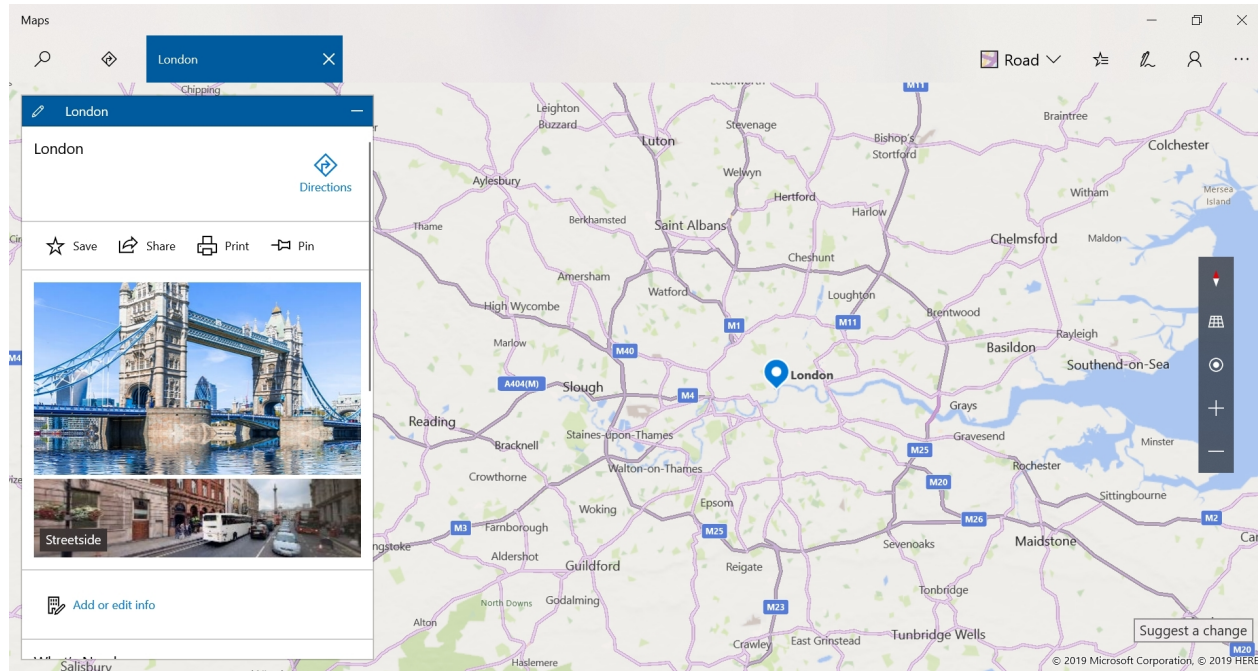 Maps
London
Road
London
London
Directions
Save
Share
Print
Pin
Streetside
Add or edit info
Salisbury
Chipping
Leighton
Buzzard
Stevenage
Luton
M11
Bishop's
Stortford
Braintree
Colchester
Welwyn
Aylesbury
Hertford
Witham
Mersea
Island
Harlow
Berkhamsted
Thame
Saint Albans
Chelmsford
Maldon
Cheshunt
Amersham
Watford
Loughton
High Wycombe
Brentwood
M1
M11
Rayleigh
Marlow
M40
Basildon
M4
Southend-on-Sea
London
A404(M)
Slough
M4
Grays
Reading
Staines-upon-Thames
Gravesend
Bracknell
Minster
M25
Walton-on-Thames
Rochester
Crowthorne
M20
Sittingbourne
Epsom
Woking
M26
M2
M3
Farnborough
M25
Sevenoaks
Maidstone
Aldershot
Guildford
Reigate
Tonbridge
North Downs
Godalming
M23
Alton
Suggest a change
Tunbridge Wells
Crawley
East Grinstead
M20
Haslemere
© 2019 Microsoft Corporation, © 2019